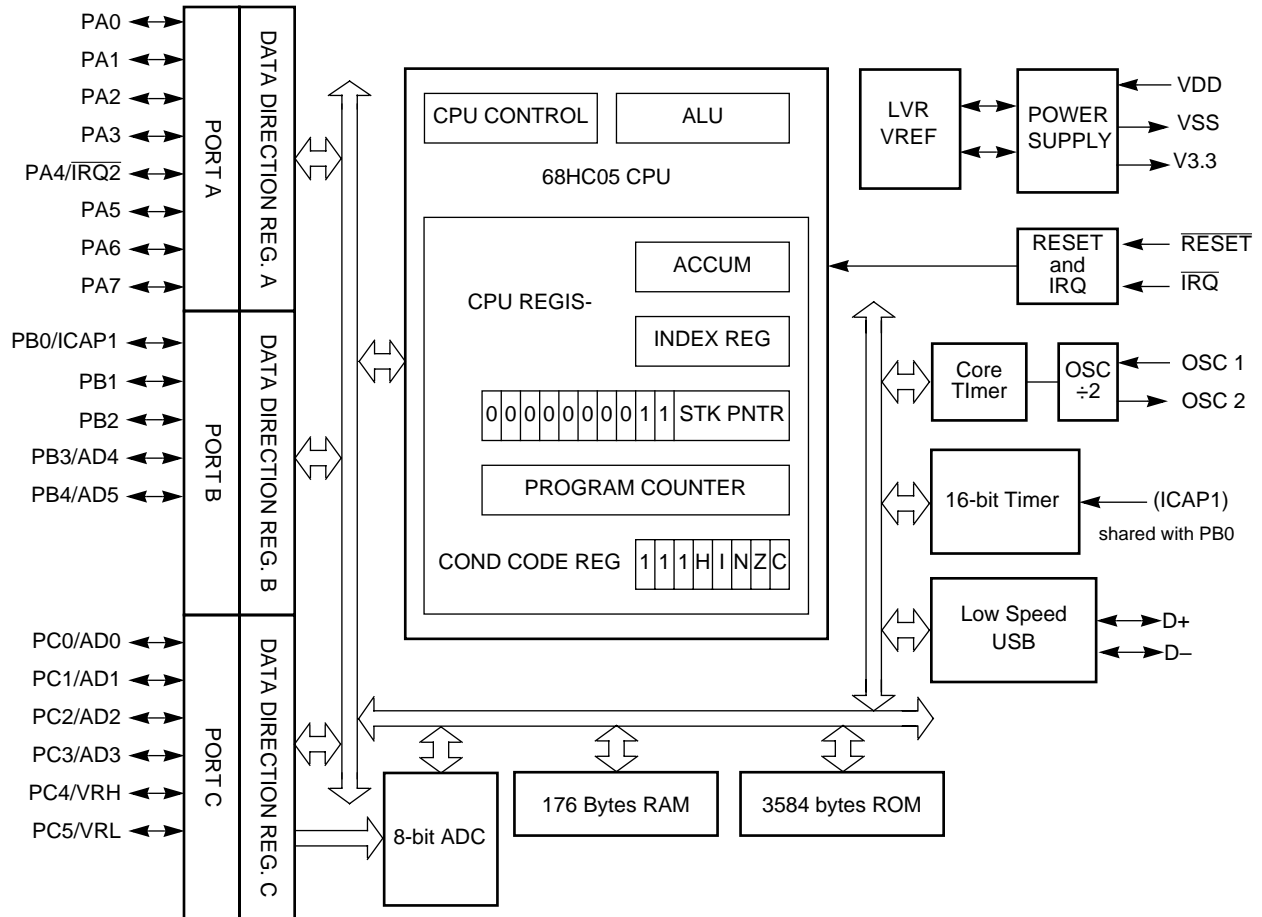 PA0
PA1
PA2
PA3
PA4/IRQ2
PA5
PA6
PA7
PORT A
DATA DIRECTION REG. A
PB0/ICAP1
PB1
PB2
PB3/AD4
PB4/AD5
PORT B
DATA DIRECTION REG. B
PC0/AD0
PC1/AD1
PC2/AD2
PC3/AD3
PC4/VRH
PC5/VRL
PORT C
DATA DIRECTION REG. C
CPU CONTROL
ALU
68HC05 CPU
ACCUM
CPU REGIS-
INDEX REG
0 0 0 0 0 0 0 0 1 1 STK PNTR
PROGRAM COUNTER
COND CODE REG
1 1 1 H I N Z C
LVR
VREF
POWER
SUPPLY
VDD
VSS
V3.3
RESET
and
IRQ
RESET
IRQ
Core
TImer
OSC
÷2
OSC 1
OSC 2
16-bit Timer
(ICAP1)
shared with PB0
Low Speed
USB
D+
D–
8-bit ADC
176 Bytes RAM
3584 bytes ROM